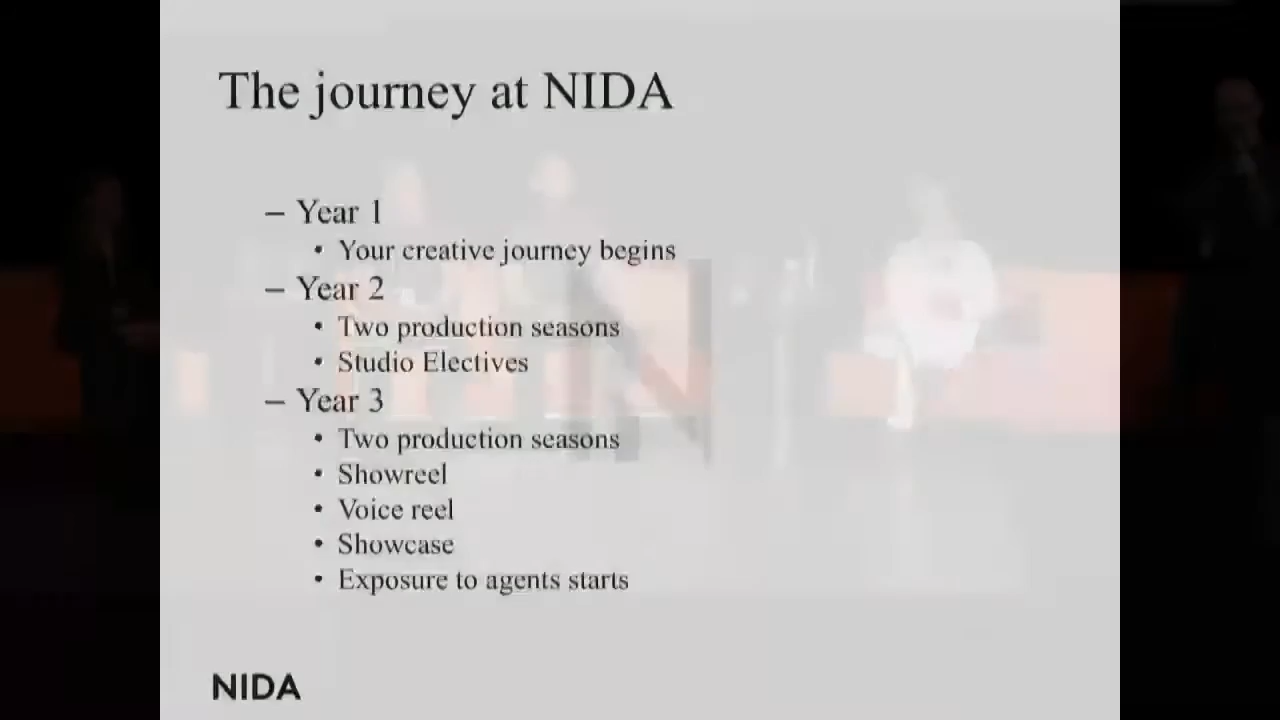 The journey at NIDA
– Year 1
• Your creative journey begins
– Year 2
• Two production seasons
• Studio Electives
– Year 3
• Two production seasons
• Showreel
• Voice reel
• Showcase
• Exposure to agents starts
NIDA